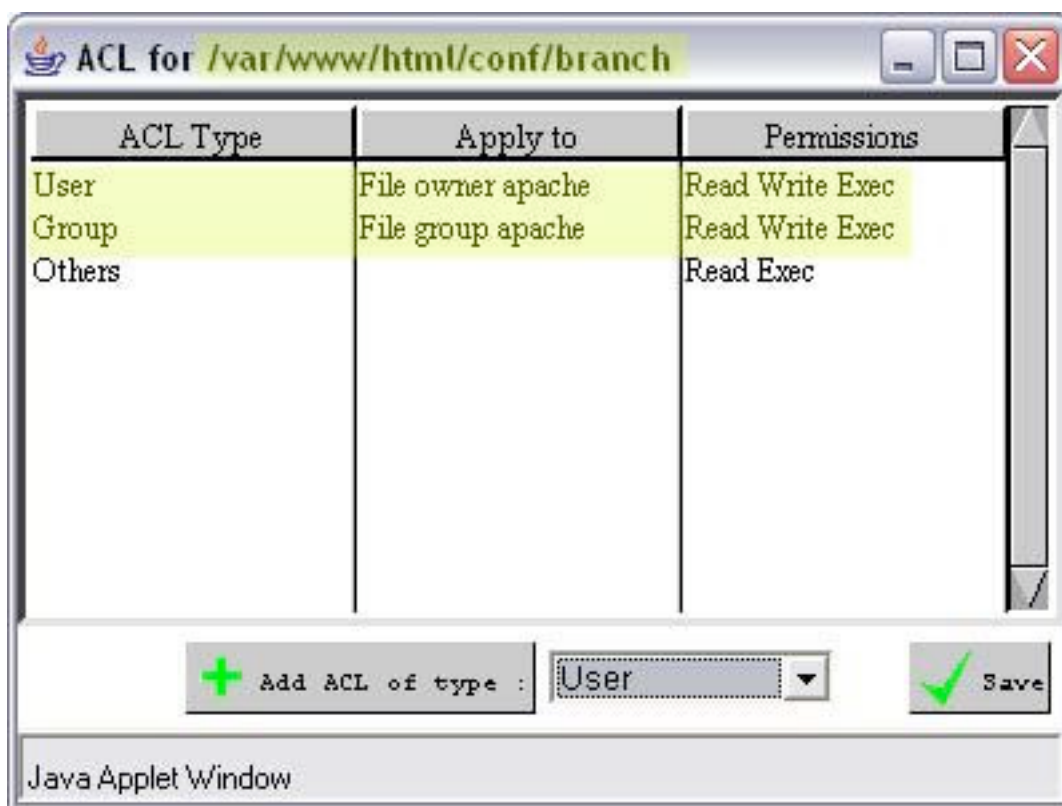 ACL for /var/www/html/conf/branch
ACL Type Apply to Permissions
User File owner apache Read Write Exec
Group File group apache Read Write Exec
Others Read Exec
Add ACL of type : User Save
Java Applet Window